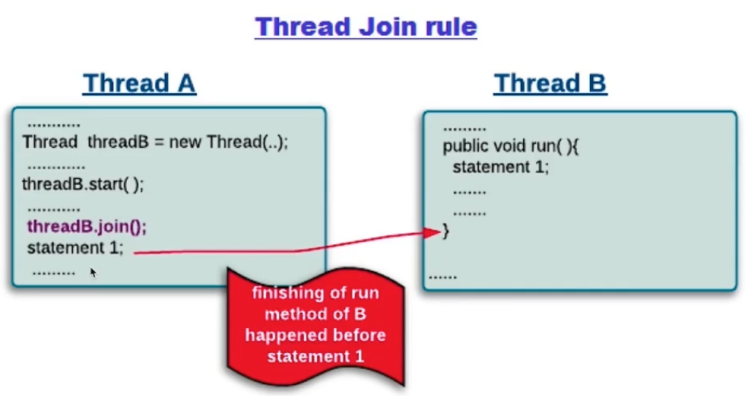 Thread Join rule
Thread A
...........
Thread threadB = new Thread(..);
............
threadB.start( );
...........
threadB.join();
statement 1;
.........
Thread B
.........
public void run( ){
statement 1;
.......
.......
}
......
finishing of run
method of B
happened before
statement 1